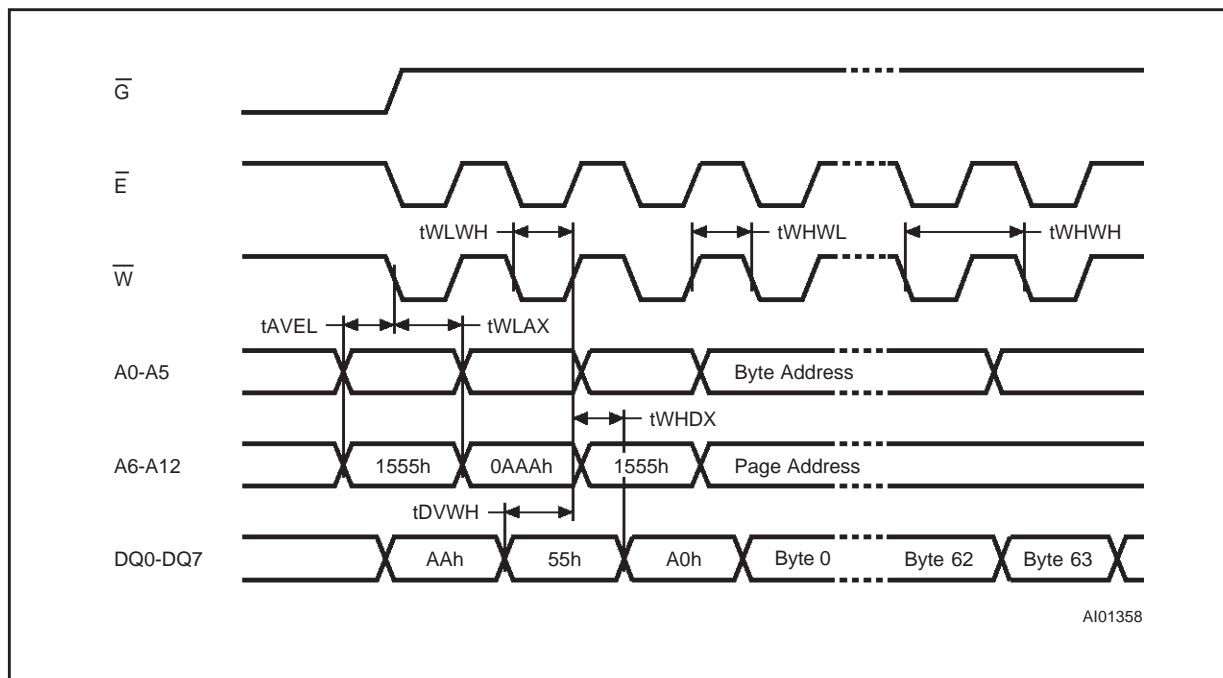 G
E
tWLWH tWHWL tWHWH
W
tAVEL tWLAX
A0-A5 Byte Address
tWHDX
A6-A12 1555h 0AAAh 1555h Page Address
tDVWH
DQ0-DQ7 AAh 55h A0h Byte 0 Byte 62 Byte 63
AI01358